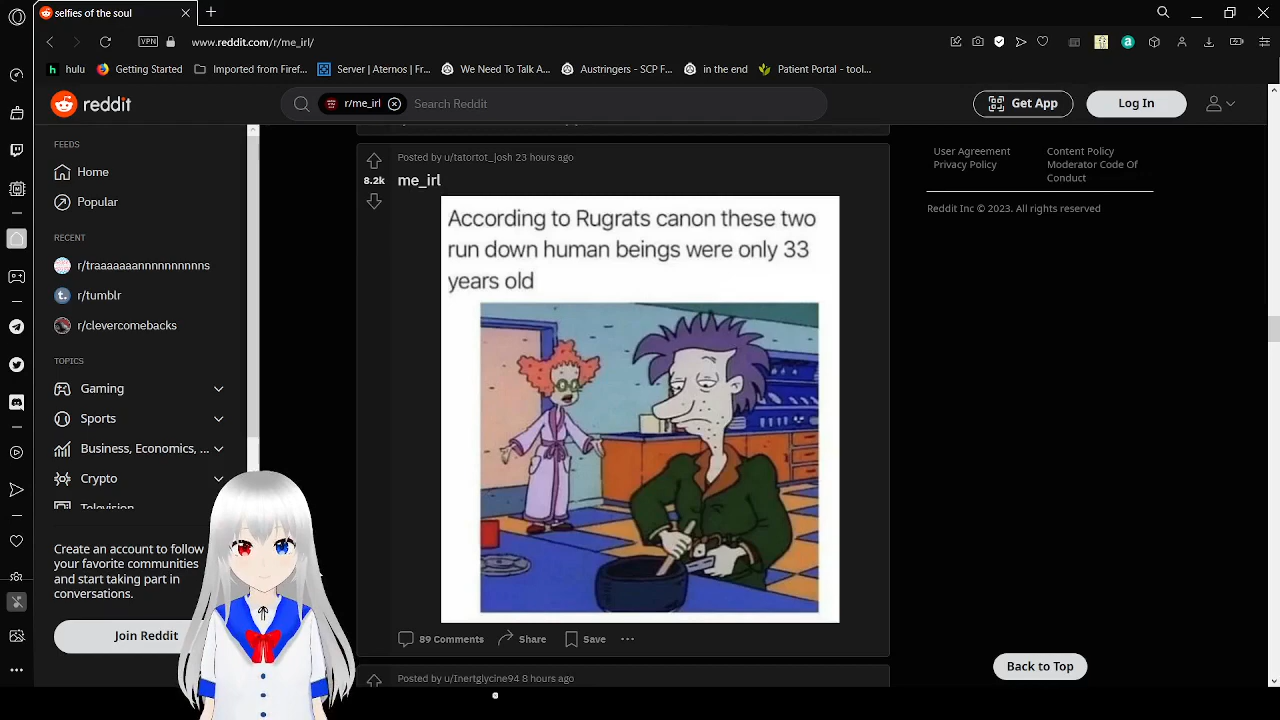 selfies of the soul
VPN
www.reddit.com/r/me_irl/
h hulu
Getting Started
Imported from Firef...
Server | Aternos | Fr...
We Need To Talk A...
Austringers - SCP F...
in the end
Patient Portal - tool...
reddit
r/me_irl
Search Reddit
Get App
Log In
FEEDS
Home
Popular
RECENT
r/traaaaaaannnnnnnnns
r/tumblr
r/clevercomebacks
TOPICS
Gaming
Sports
Business, Economics, ...
Crypto
Television
Create an account to follow
your favorite communities
and start taking part in
conversations.
Join Reddit
Posted by u/tatortot_josh 23 hours ago
8.2k
me_irl
According to Rugrats canon these two
run down human beings were only 33
years old
89 Comments
Share
Save
Posted by u/Inertglycine94 8 hours ago
User Agreement
Privacy Policy
Content Policy
Moderator Code Of
Conduct
Reddit Inc © 2023. All rights reserved
Back to Top